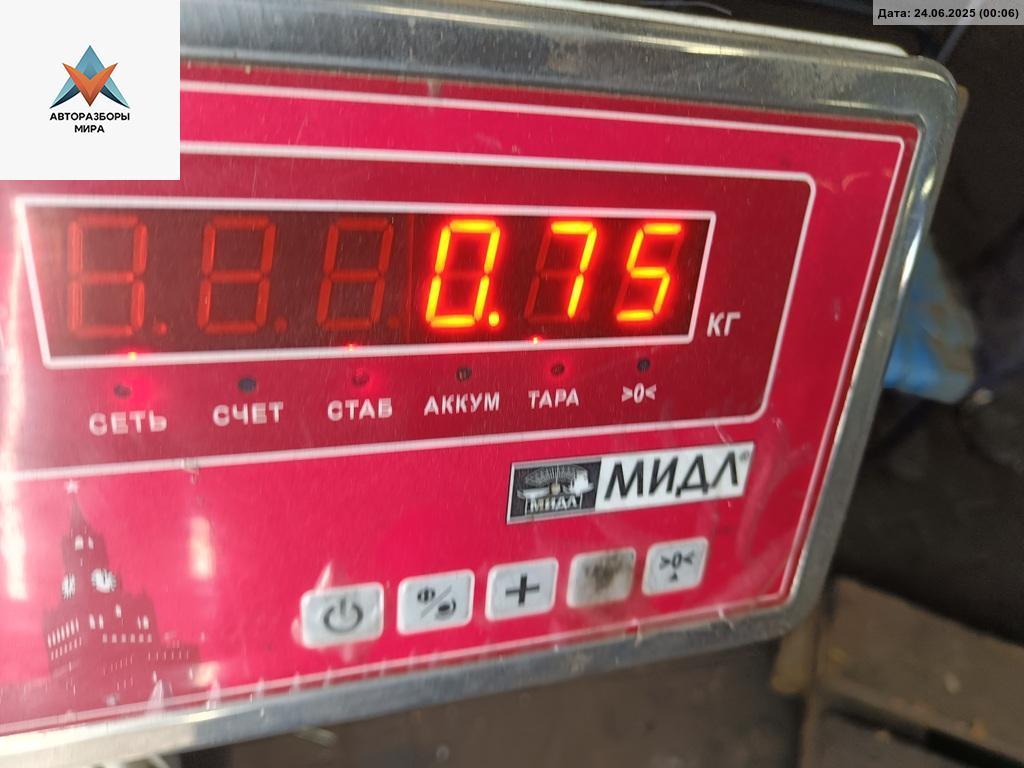 Дата: 24.06.2025 (00:06)
АВТОРАЗБОРЫ
МИРА
0.75
КГ
СЕТЬ СЧЕТ СТАБ АККУМ ТАРА >0<
МИДЛ МИДЛ®
Ф/ + >0<